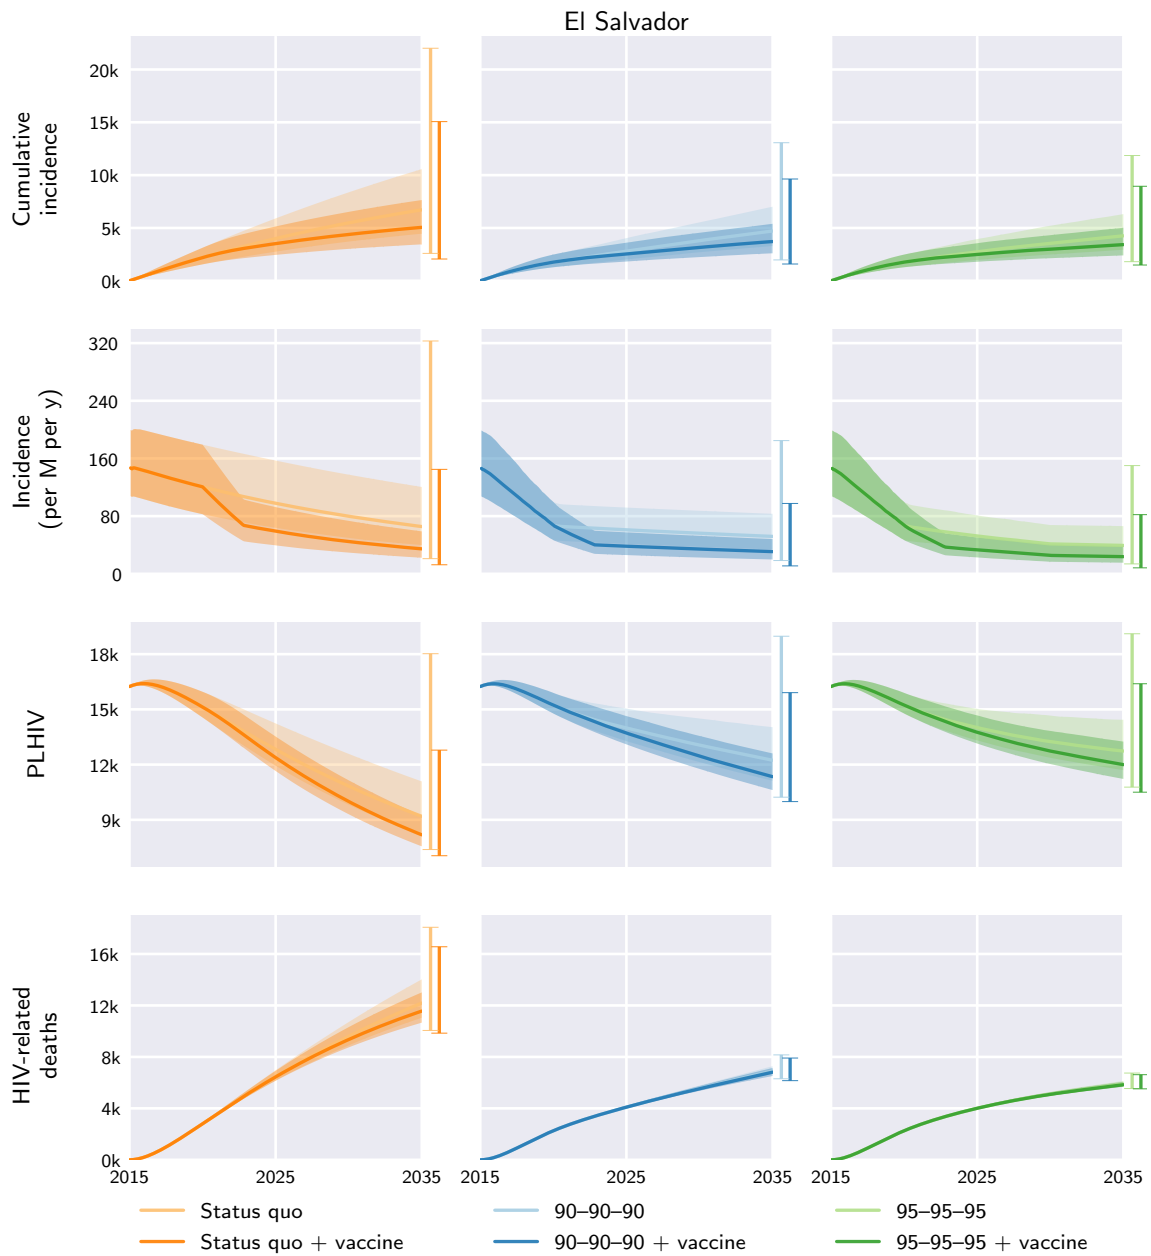 El Salvador
Cumulative
incidence
20k
15k
10k
5k
0k
Incidence
(per M per y)
320
240
160
80
0
PLHIV
18k
15k
12k
9k
HIV-related
deaths
16k
12k
8k
4k
0k
2015 2025 2035 2015 2025 2035 2015 2025 2035
Status quo 90–90–90 95–95–95
Status quo + vaccine 90–90–90 + vaccine 95–95–95 + vaccine